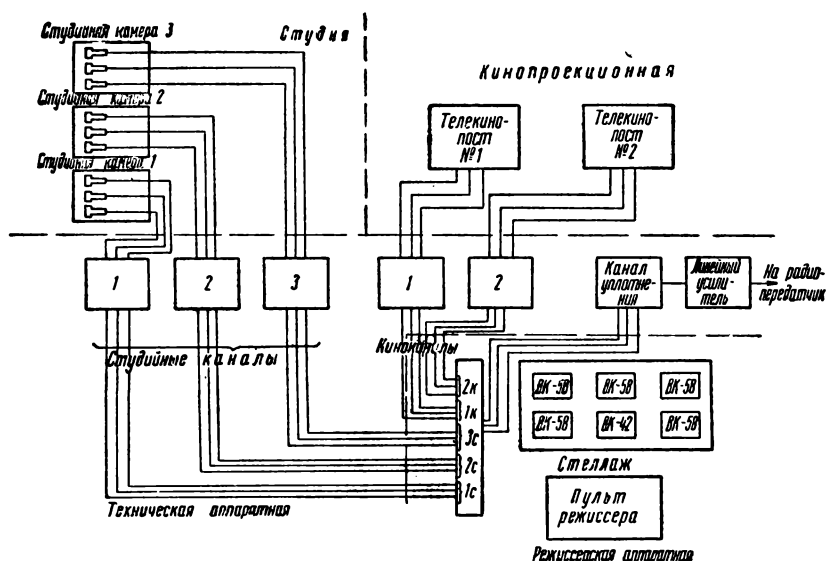 Студийная камера 3
Студия
Студийная камера 2
Студийная камера 1
Кинопроекционная
Телекино-
пост
№1
Телекино-
пост
№2
1
2
3
1
2
Канал
уплотне-
ния
Линейный
усили-
тель
На радио-
передатчик
Студийные каналы
Киноканалы
2к
1к
3с
2с
1с
ВК-58
ВК-58
ВК-58
ВК-58
ВК-42
ВК-58
Стеллаж
Пульт
режиссера
Техническая аппаратная
Режиссерская аппаратная